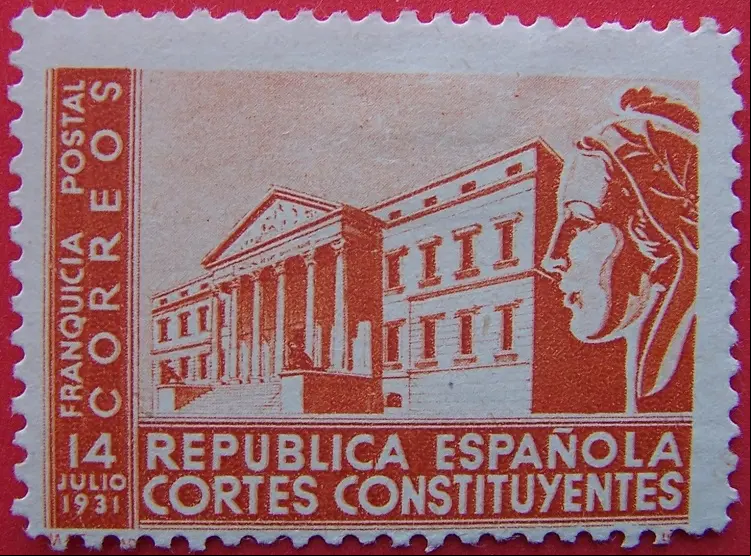 FRANQUICIA POSTAL
CORREOS
14
JULIO
1931
REPUBLICA ESPAÑOLA
CORTES CONSTITUYENTES